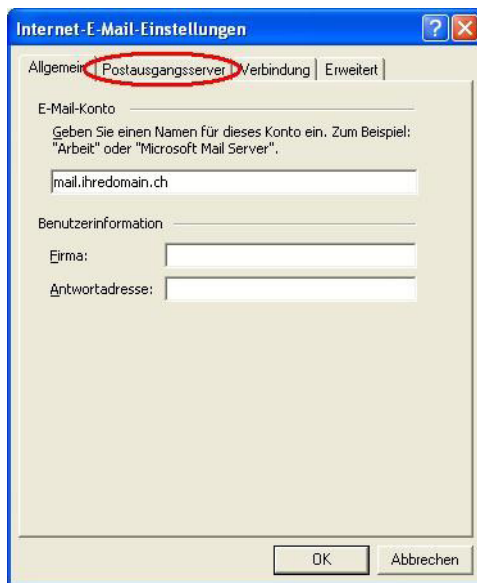 Internet-E-Mail-Einstellungen
Allgemein Postausgangsserver Verbindung Erweitert
E-Mail-Konto
Geben Sie einen Namen für dieses Konto ein. Zum Beispiel:
"Arbeit" oder "Microsoft Mail Server".
mail.ihredomain.ch
Benutzerinformation
Firma:
Antwortadresse:
OK Abbrechen